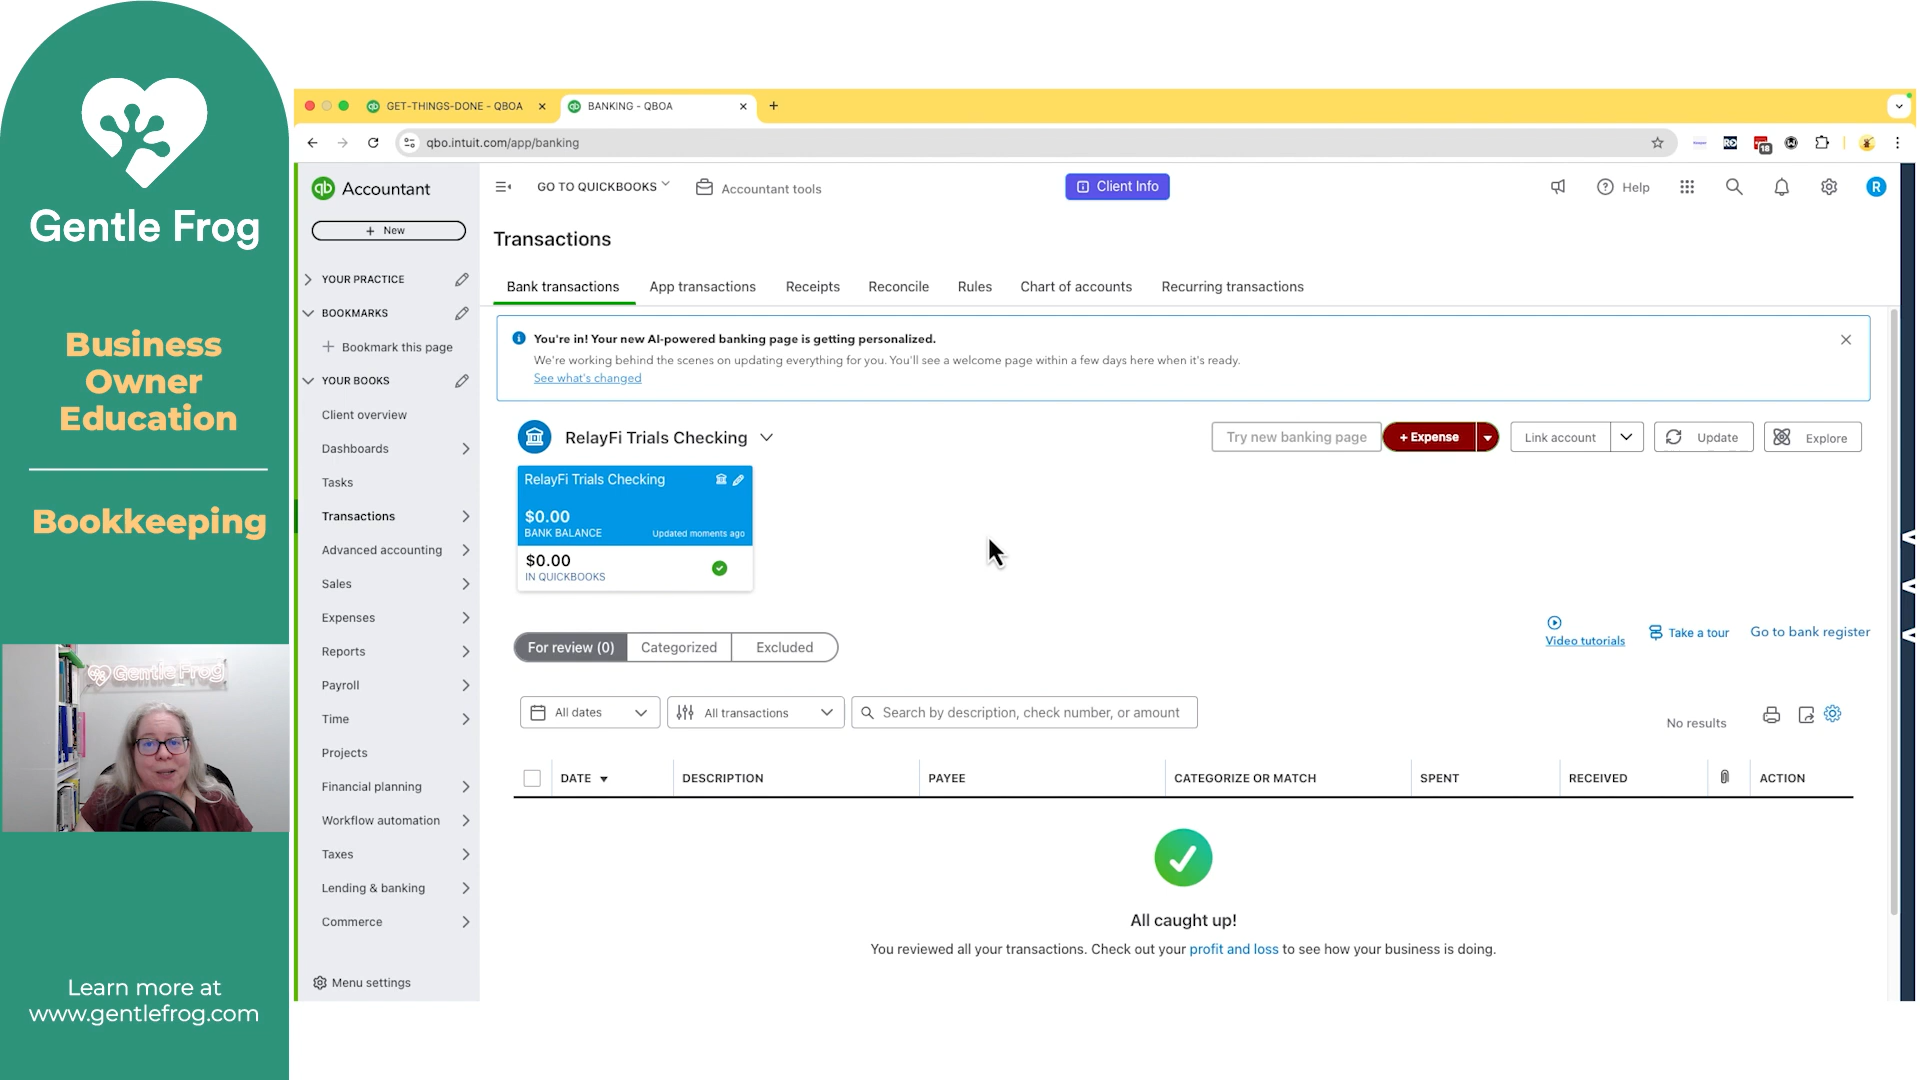 Gentle Frog
Business
Owner
Education
Bookkeeping
Gentle Frog
Learn more at
www.gentlefrog.com
GET-THINGS-DONE - QBOA
BANKING - QBOA
qbo.intuit.com/app/banking
18
qb Accountant
GO TO QUICKBOOKS
Accountant tools
Client Info
Help
R
+ New
YOUR PRACTICE
BOOKMARKS
Bookmark this page
YOUR BOOKS
Client overview
Dashboards
Tasks
Transactions
Advanced accounting
Sales
Expenses
Reports
Payroll
Time
Projects
Financial planning
Workflow automation
Taxes
Lending & banking
Commerce
Menu settings
Transactions
Bank transactions
App transactions
Receipts
Reconcile
Rules
Chart of accounts
Recurring transactions
You're in! Your new AI-powered banking page is getting personalized.
We're working behind the scenes on updating everything for you. You'll see a welcome page within a few days here when it's ready.
See what's changed
RelayFi Trials Checking
Try new banking page
+ Expense
Link account
Update
Explore
RelayFi Trials Checking
$0.00
BANK BALANCE
Updated moments ago
$0.00
IN QUICKBOOKS
Video tutorials
Take a tour
Go to bank register
For review (0)
Categorized
Excluded
All dates
All transactions
Search by description, check number, or amount
No results
DATE
DESCRIPTION
PAYEE
CATEGORIZE OR MATCH
SPENT
RECEIVED
ACTION
All caught up!
You reviewed all your transactions. Check out your profit and loss to see how your business is doing.